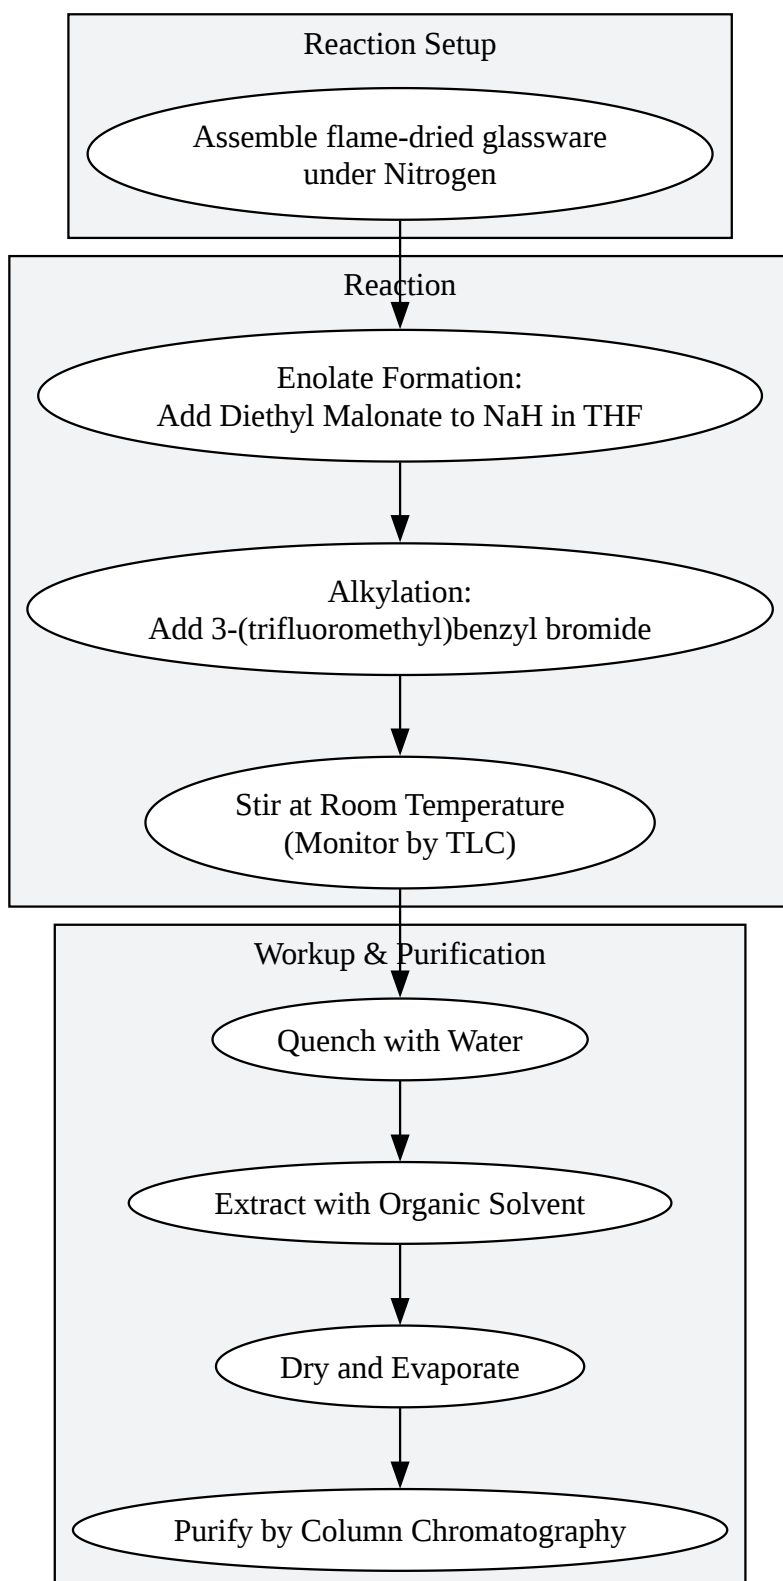 Reaction Setup
Assemble flame-dried glassware
under Nitrogen
Reaction
Enolate Formation:
Add Diethyl Malonate to NaH in THF
Alkylation:
Add 3-(trifluoromethyl)benzyl bromide
Stir at Room Temperature
(Monitor by TLC)
Workup & Purification
Quench with Water
Extract with Organic Solvent
Dry and Evaporate
Purify by Column Chromatography